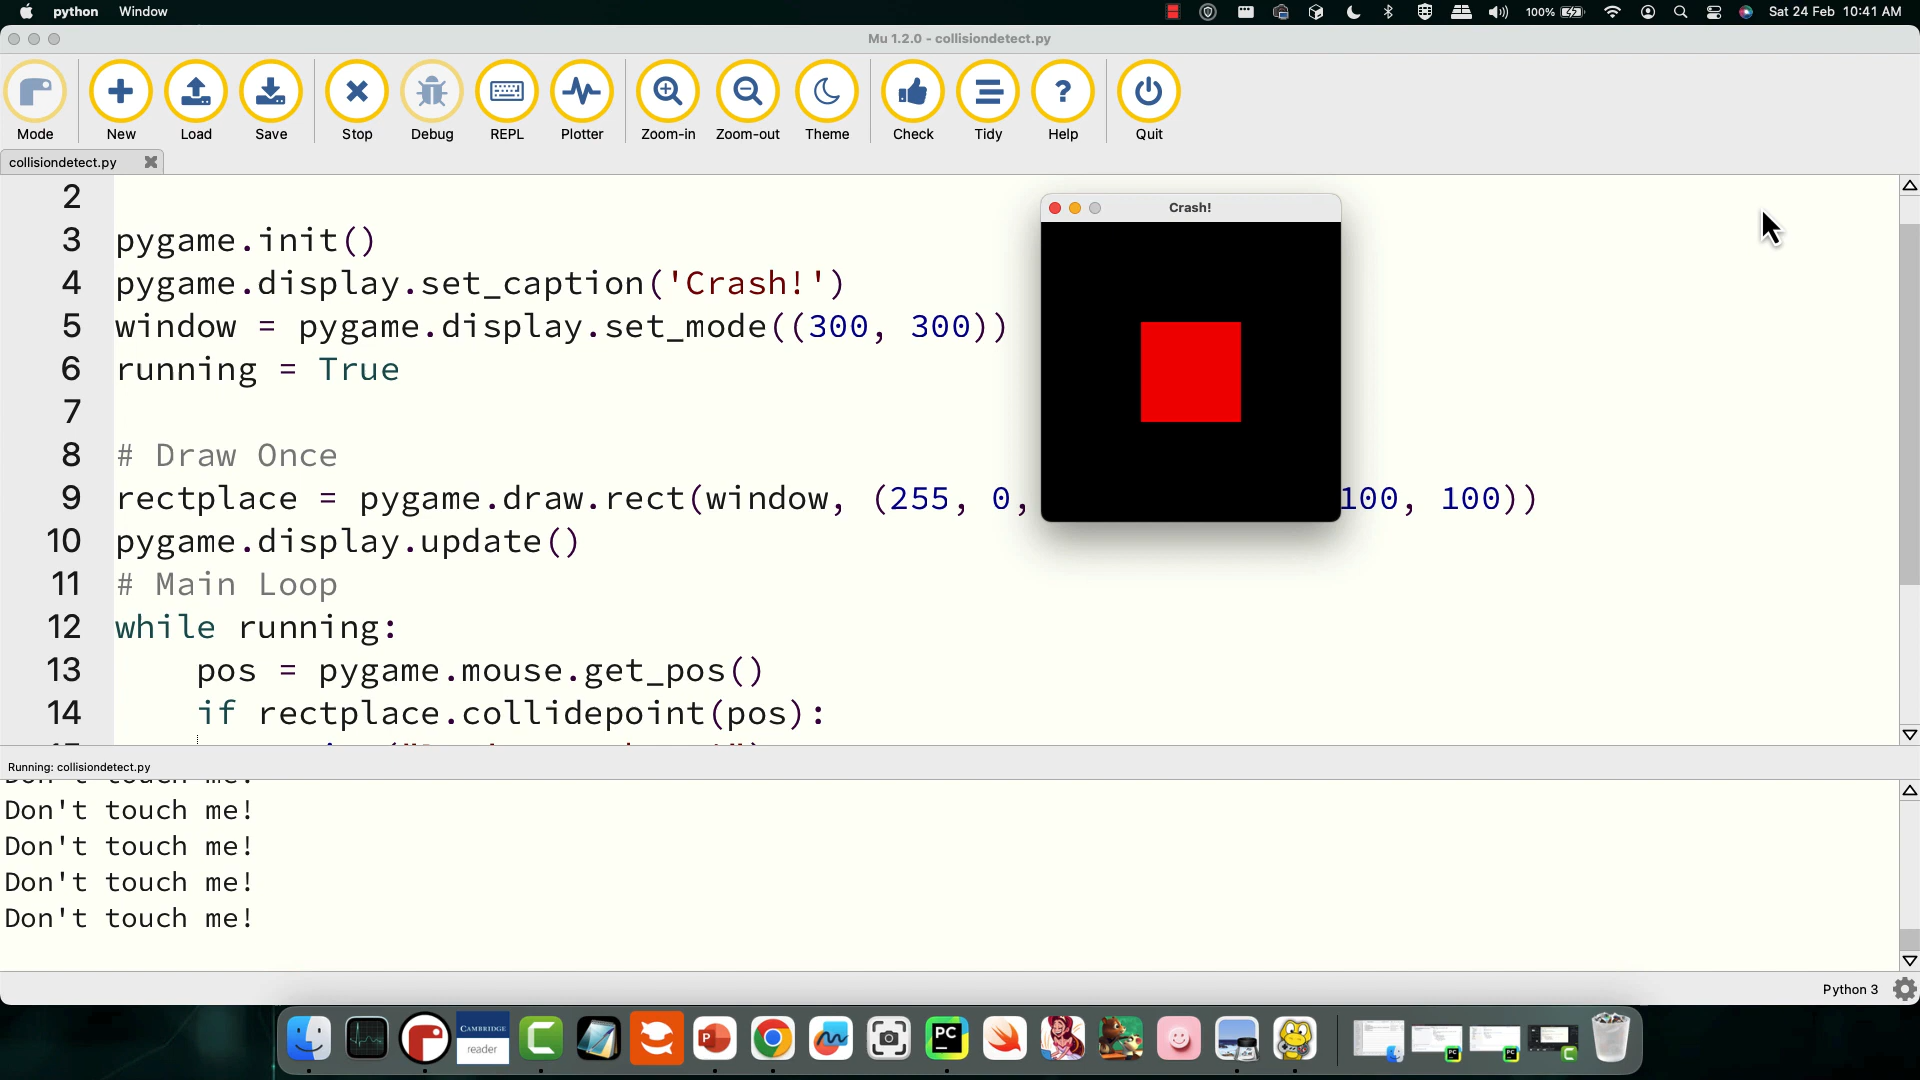 python Window 100% Sat 24 Feb 10:41 AM
Mu 1.2.0 - collisiondetect.py
Mode New Load Save Stop Debug REPL Plotter Zoom-in Zoom-out Theme Check Tidy Help Quit
collisiondetect.py
2
3 pygame.init()
4 pygame.display.set_caption('Crash!')
5 window = pygame.display.set_mode((300, 300))
6 running = True
7
8 # Draw Once
9 rectplace = pygame.draw.rect(window, (255, 0, 100, 100))
10 pygame.display.update()
11 # Main Loop
12 while running:
13 pos = pygame.mouse.get_pos()
14 if rectplace.collidepoint(pos):
Crash!
Running: collisiondetect.py
Don't touch me!
Don't touch me!
Don't touch me!
Don't touch me!
Don't touch me!
Python 3
CAMBRIDGE
reader
PC